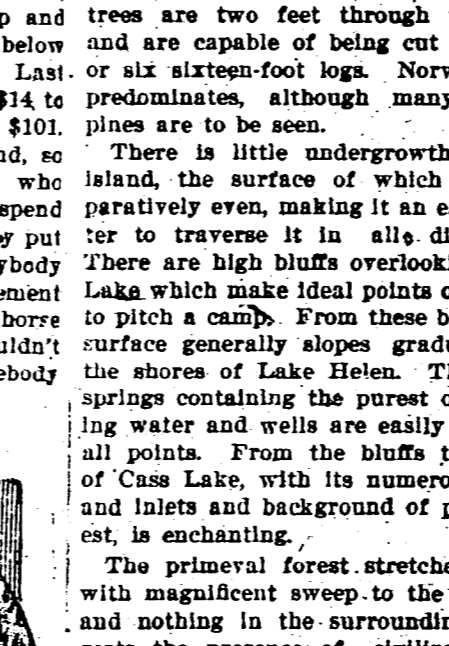 p and
below
Last
$14, to
$101.
nd, so
who
spend
ey put
ybody
ement
horse
uldn't
ebody
trees are two feet through
and are capable of being cut
or six sixteen-foot logs. Norw
predominates, although many
pines are to be seen.
There is little undergrowth
island, the surface of which
paratively even, making it an e
ter to traverse it in all di
There are high bluffs overlooki
Lake which make ideal points o
to pitch a camp. From these b
surface generally slopes gradu
the shores of Lake Helen. Th
springs containing the purest o
ing water and wells are easily
all points. From the bluffs t
of Cass Lake, with its numero
and inlets and background of p
est, is enchanting.
The primeval forest stretche
with magnificent sweep to the
and nothing in the surroundin